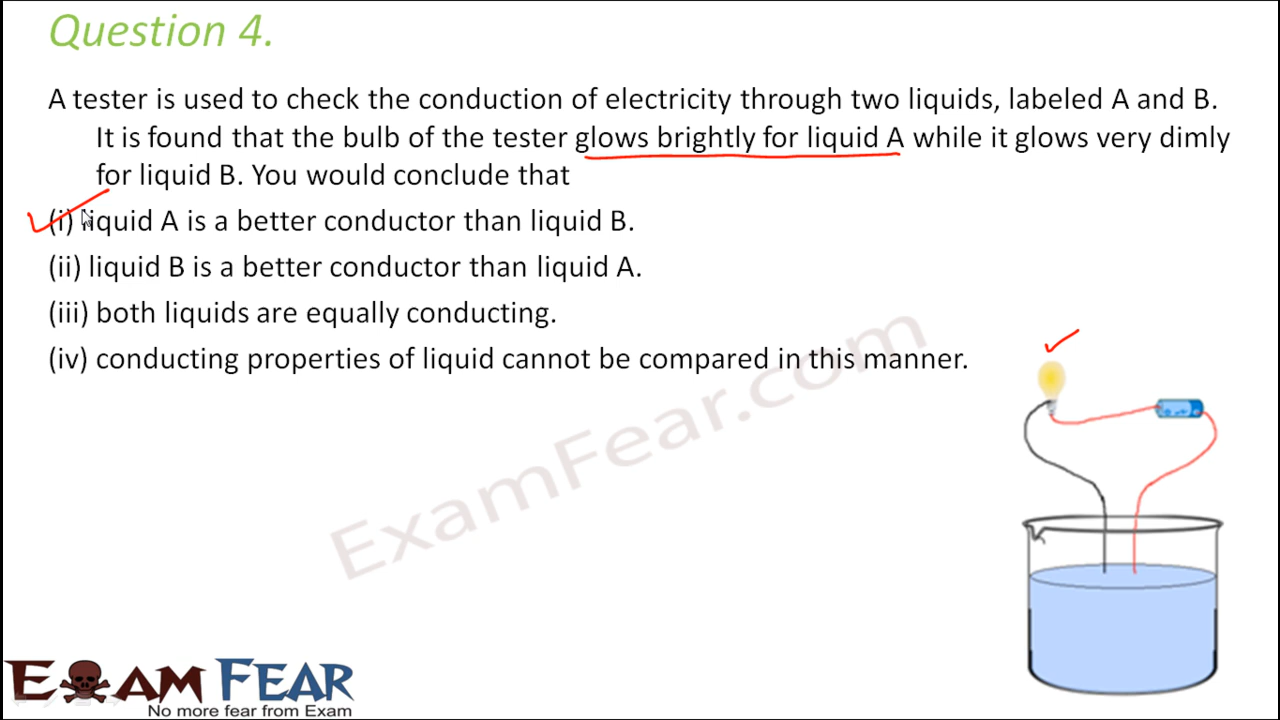 Question 4.
A tester is used to check the conduction of electricity through two liquids, labeled A and B.
It is found that the bulb of the tester glows brightly for liquid A while it glows very dimly
for liquid B. You would conclude that
(i) liquid A is a better conductor than liquid B.
(ii) liquid B is a better conductor than liquid A.
(iii) both liquids are equally conducting.
(iv) conducting properties of liquid cannot be compared in this manner.
ExamFear.com
EXAM FEAR
No more fear from Exam